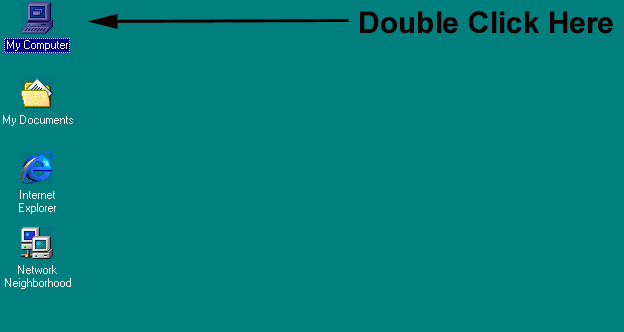 Double Click Here
My Computer
My Documents
Internet
Explorer
Network
Neighborhood